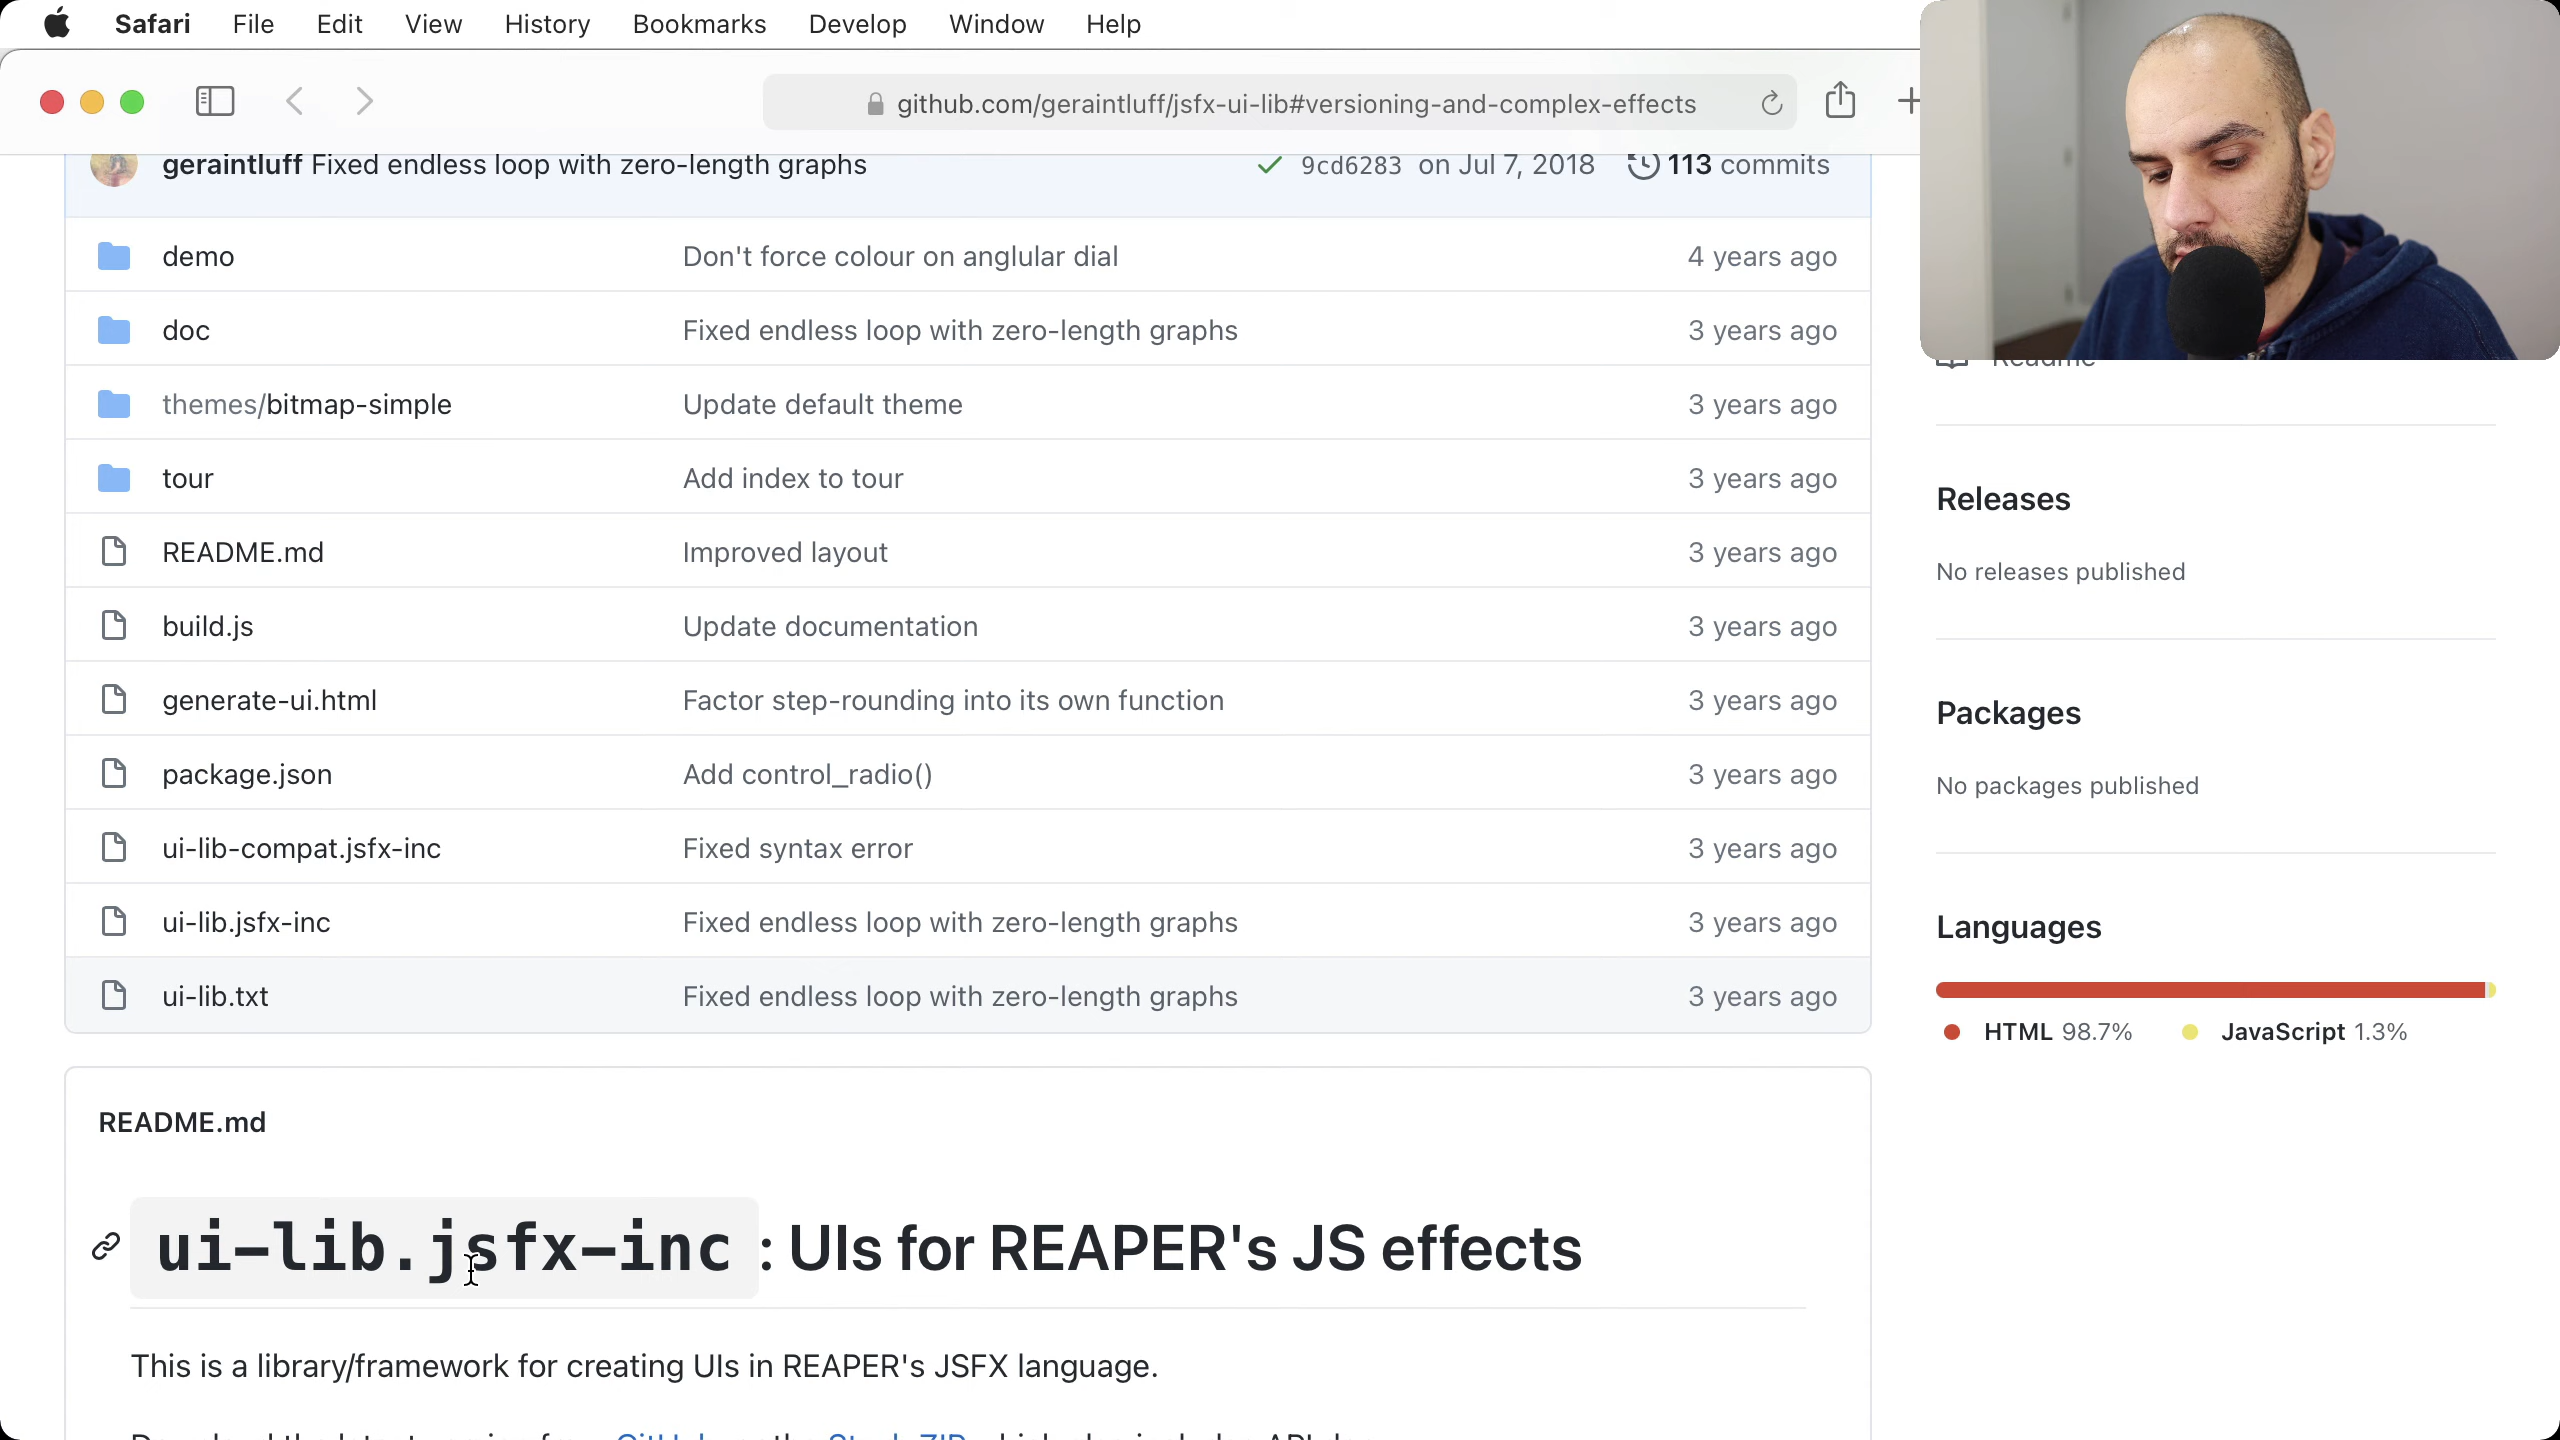 Safari File Edit View History Bookmarks Develop Window Help
github.com/geraintluff/jsfx-ui-lib#versioning-and-complex-effects
geraintluff Fixed endless loop with zero-length graphs 9cd6283 on Jul 7, 2018 113 commits
demo Don't force colour on anglular dial 4 years ago
doc Fixed endless loop with zero-length graphs 3 years ago
themes/bitmap-simple Update default theme 3 years ago
tour Add index to tour 3 years ago
README.md Improved layout 3 years ago
build.js Update documentation 3 years ago
generate-ui.html Factor step-rounding into its own function 3 years ago
package.json Add control_radio() 3 years ago
ui-lib-compat.jsfx-inc Fixed syntax error 3 years ago
ui-lib.jsfx-inc Fixed endless loop with zero-length graphs 3 years ago
ui-lib.txt Fixed endless loop with zero-length graphs 3 years ago
README.md
ui-lib.jsfx-inc : UIs for REAPER's JS effects
This is a library/framework for creating UIs in REAPER's JSFX language.
Readme
Releases
No releases published
Packages
No packages published
Languages
HTML 98.7% JavaScript 1.3%